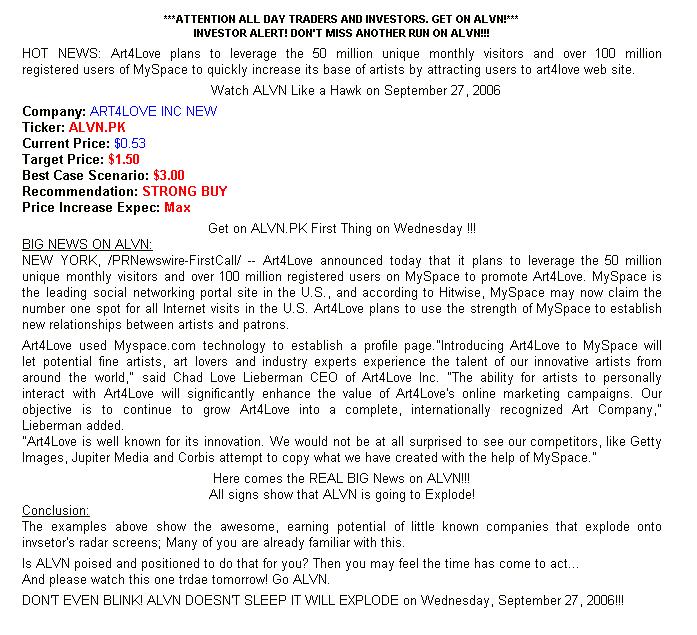 ***ATTENTION ALL DAY TRADERS AND INVESTORS. GET ON ALVN!***
INVESTOR ALERT! DON'T MISS ANOTHER RUN ON ALVN!!!
HOT NEWS: Art4Love plans to leverage the 50 million unique monthly visitors and over 100 million
registered users of MySpace to quickly increase its base of artists by attracting users to art4love web site.
Watch ALVN Like a Hawk on September 27, 2006
Company: ART4LOVE INC NEW
Ticker: ALVN.PK
Current Price: $0.53
Target Price: $1.50
Best Case Scenario: $3.00
Recommendation: STRONG BUY
Price Increase Expec: Max
Get on ALVN.PK First Thing on Wednesday !!!
BIG NEWS ON ALVN:
NEW YORK, /PRNewswire-FirstCall/ -- Art4Love announced today that it plans to leverage the 50 million
unique monthly visitors and over 100 million registered users on MySpace to promote Art4Love. MySpace is
the leading social networking portal site in the U.S., and according to Hitwise, MySpace may now claim the
number one spot for all Internet visits in the U.S. Art4Love plans to use the strength of MySpace to establish
new relationships between artists and patrons.
Art4Love used Myspace.com technology to establish a profile page."Introducing Art4Love to MySpace will
let potential fine artists, art lovers and industry experts experience the talent of our innovative artists from
around the world," said Chad Love Lieberman CEO of Art4Love Inc. "The ability for artists to personally
interact with Art4Love will significantly enhance the value of Art4Love's online marketing campaigns. Our
objective is to continue to grow Art4Love into a complete, internationally recognized Art Company,"
Lieberman added.
"Art4Love is well known for its innovation. We would not be at all surprised to see our competitors, like Getty
Images, Jupiter Media and Corbis attempt to copy what we have created with the help of MySpace."
Here comes the REAL BIG News on ALVN!!!
All signs show that ALVN is going to Explode!
Conclusion:
The examples above show the awesome, earning potential of little known companies that explode onto
invsetor's radar screens; Many of you are already familiar with this.
Is ALVN poised and positioned to do that for you? Then you may feel the time has come to act...
And please watch this one trdae tomorrow! Go ALVN.
DON'T EVEN BLINK! ALVN DOESN'T SLEEP IT WILL EXPLODE on Wednesday, September 27, 2006!!!